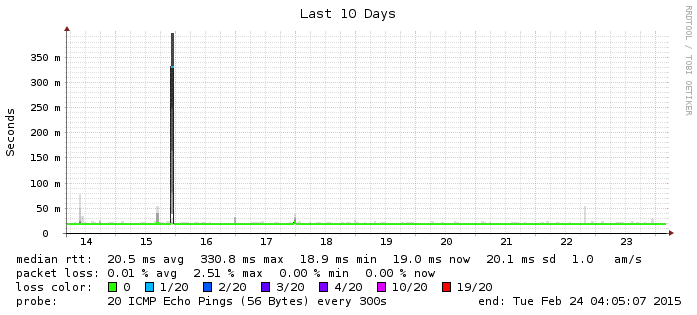 Last 10 Days
RRDTOOL / TOBI OETIKER
Seconds
350 m
300 m
250 m
200 m
150 m
100 m
50 m
0
14 15 16 17 18 19 20 21 22 23
median rtt: 20.5 ms avg 330.8 ms max 18.9 ms min 19.0 ms now 20.1 ms sd 1.0 am/s
packet loss: 0.01 % avg 2.51 % max 0.00 % min 0.00 % now
loss color: 0 1/20 2/20 3/20 4/20 10/20 19/20
probe: 20 ICMP Echo Pings (56 Bytes) every 300s end: Tue Feb 24 04:05:07 2015